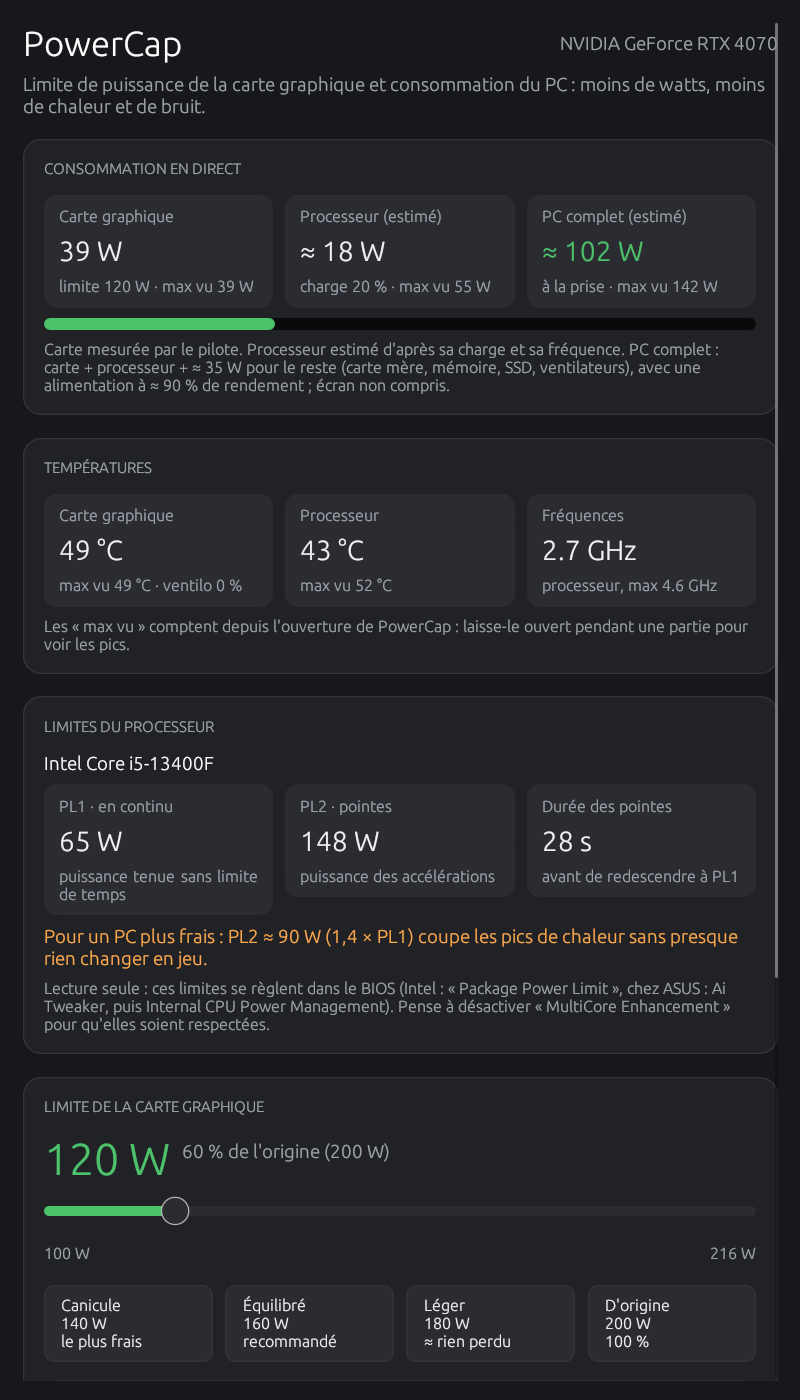 PowerCap
NVIDIA GeForce RTX 4070
Limite de puissance de la carte graphique et consommation du PC : moins de watts, moins
de chaleur et de bruit.
CONSOMMATION EN DIRECT
Carte graphique
39 W
limite 120 W · max vu 39 W
Processeur (estimé)
≈ 18 W
charge 20 % · max vu 55 W
PC complet (estimé)
≈ 102 W
à la prise · max vu 142 W
Carte mesurée par le pilote. Processeur estimé d'après sa charge et sa fréquence. PC complet :
carte + processeur + ≈ 35 W pour le reste (carte mère, mémoire, SSD, ventilateurs), avec une
alimentation à ≈ 90 % de rendement ; écran non compris.
TEMPÉRATURES
Carte graphique
49 °C
max vu 49 °C · ventilo 0 %
Processeur
43 °C
max vu 52 °C
Fréquences
2.7 GHz
processeur, max 4.6 GHz
Les « max vu » comptent depuis l'ouverture de PowerCap : laisse-le ouvert pendant une partie pour
voir les pics.
LIMITES DU PROCESSEUR
Intel Core i5-13400F
PL1 · en continu
65 W
puissance tenue sans limite
de temps
PL2 · pointes
148 W
puissance des accélérations
Durée des pointes
28 s
avant de redescendre à PL1
Pour un PC plus frais : PL2 ≈ 90 W (1,4 × PL1) coupe les pics de chaleur sans presque
rien changer en jeu.
Lecture seule : ces limites se règlent dans le BIOS (Intel : « Package Power Limit », chez ASUS : Ai
Tweaker, puis Internal CPU Power Management). Pense à désactiver « MultiCore Enhancement »
pour qu'elles soient respectées.
LIMITE DE LA CARTE GRAPHIQUE
120 W
60 % de l'origine (200 W)
100 W
216 W
Canicule
140 W
le plus frais
Équilibré
160 W
recommandé
Léger
180 W
≈ rien perdu
D'origine
200 W
100 %